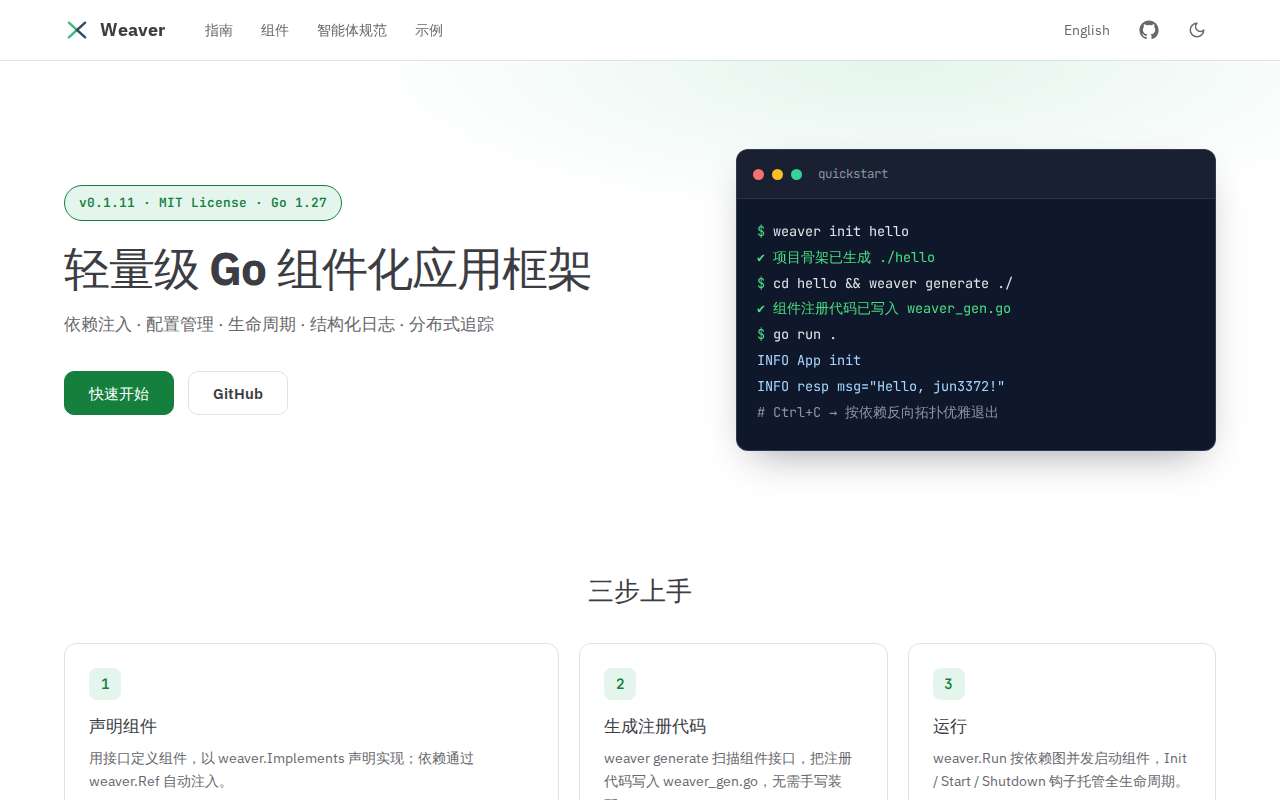 Weaver 指南 组件 智能体规范 示例 English
v0.1.11 · MIT License · Go 1.27
轻量级 Go 组件化应用框架
依赖注入 · 配置管理 · 生命周期 · 结构化日志 · 分布式追踪
快速开始 GitHub
quickstart
$ weaver init hello
✔ 项目骨架已生成 ./hello
$ cd hello && weaver generate ./
✔ 组件注册代码已写入 weaver_gen.go
$ go run .
INFO App init
INFO resp msg="Hello, jun3372!"
# Ctrl+C → 按依赖反向拓扑优雅退出
三步上手
1
声明组件
用接口定义组件，以 weaver.Implements 声明实现；依赖通过
weaver.Ref 自动注入。
2
生成注册代码
weaver generate 扫描组件接口，把注册
代码写入 weaver_gen.go，无需手写装
3
运行
weaver.Run 按依赖图并发启动组件，Init
/ Start / Shutdown 钩子托管全生命周期。